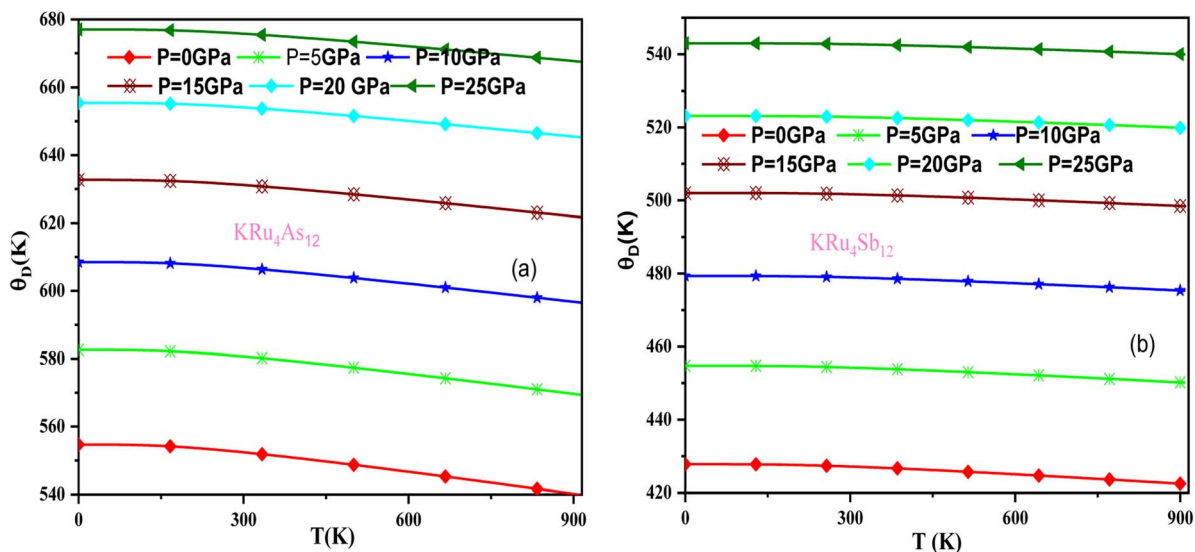 680
P=0GPa P=5GPa P=10GPa
P=15GPa P=20 GPa P=25GPa
660
640
620
KRu₄As₁₂
(a)
θD(K)
600
580
560
540
0 300 600 900
T(K)
540
520
P=0GPa P=5GPa P=10GPa
P=15GPa P=20GPa P=25GPa
500
θD(K)
KRu₄Sb₁₂
480
460
(b)
440
420
0 300 600 900
T (K)